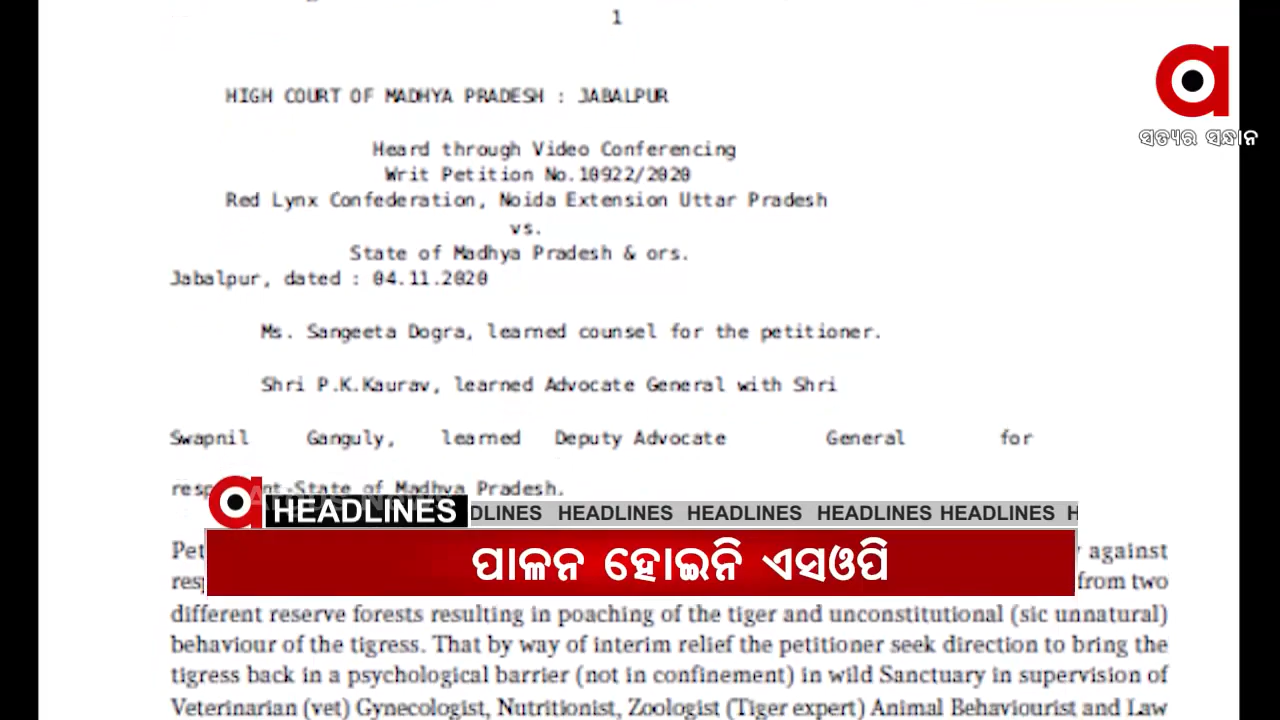 1
HIGH COURT OF MADHYA PRADESH : JABALPUR
ସତ୍ୟର ସନ୍ଧାନ
Heard through Video Conferencing
Writ Petition No.10922/2020
Red Lynx Confederation, Noida Extension Uttar Pradesh
vs.
State of Madhya Pradesh & ors.
Jabalpur, dated : 04.11.2020
Ms. Sangeeta Dogra, learned counsel for the petitioner.
Shri P.K.Kaurav, learned Advocate General with Shri
Swapnil Ganguly, learned Deputy Advocate General for
State of Madhya Pradesh.
HEADLINES HEADLINES HEADLINES HEADLINES HEADLINES
ପାଳନ ହୋଇନି ଏସଓପି
against
from two
different reserve forests resulting in poaching of the tiger and unconstitutional (sic unnatural)
behaviour of the tigress. That by way of interim relief the petitioner seek direction to bring the
tigress back in a psychological barrier (not in confinement) in wild Sanctuary in supervision of
Veterinarian (vet) Gynecologist, Nutritionist, Zoologist (Tiger expert) Animal Behaviourist and Law